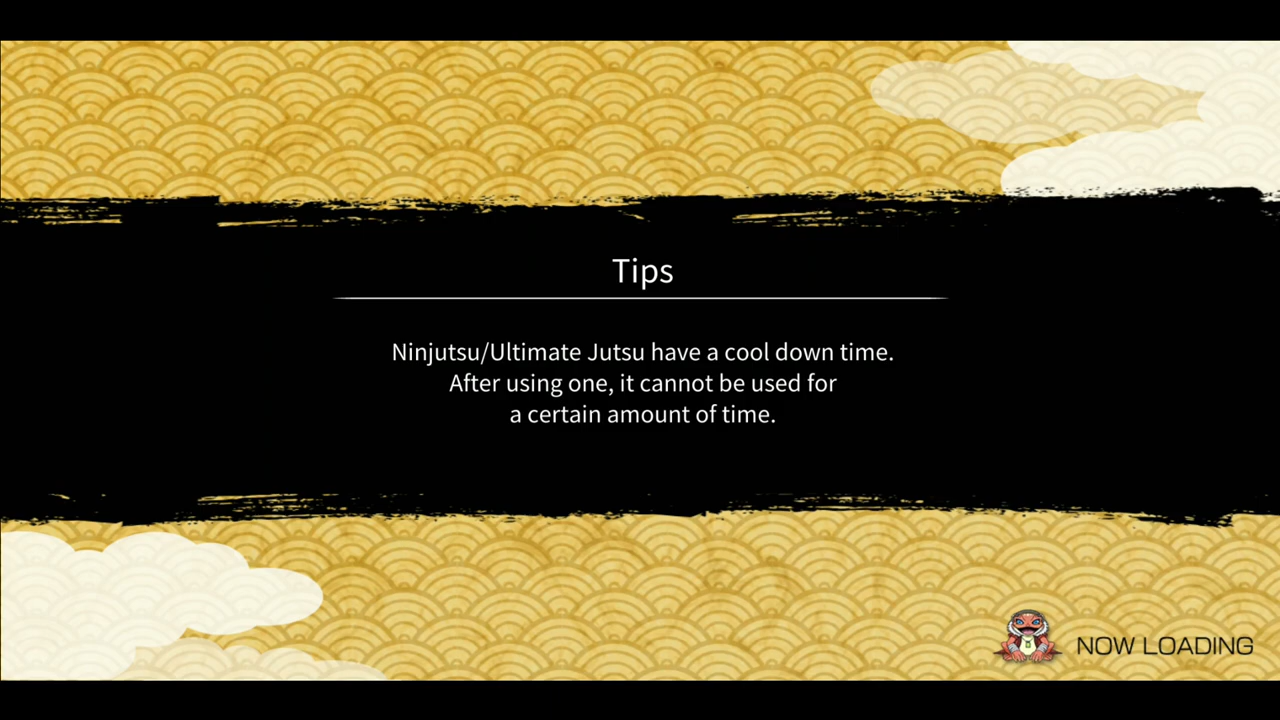 Tips
Ninjutsu/Ultimate Jutsu have a cool down time.
After using one, it cannot be used for
a certain amount of time.
NOW LOADING